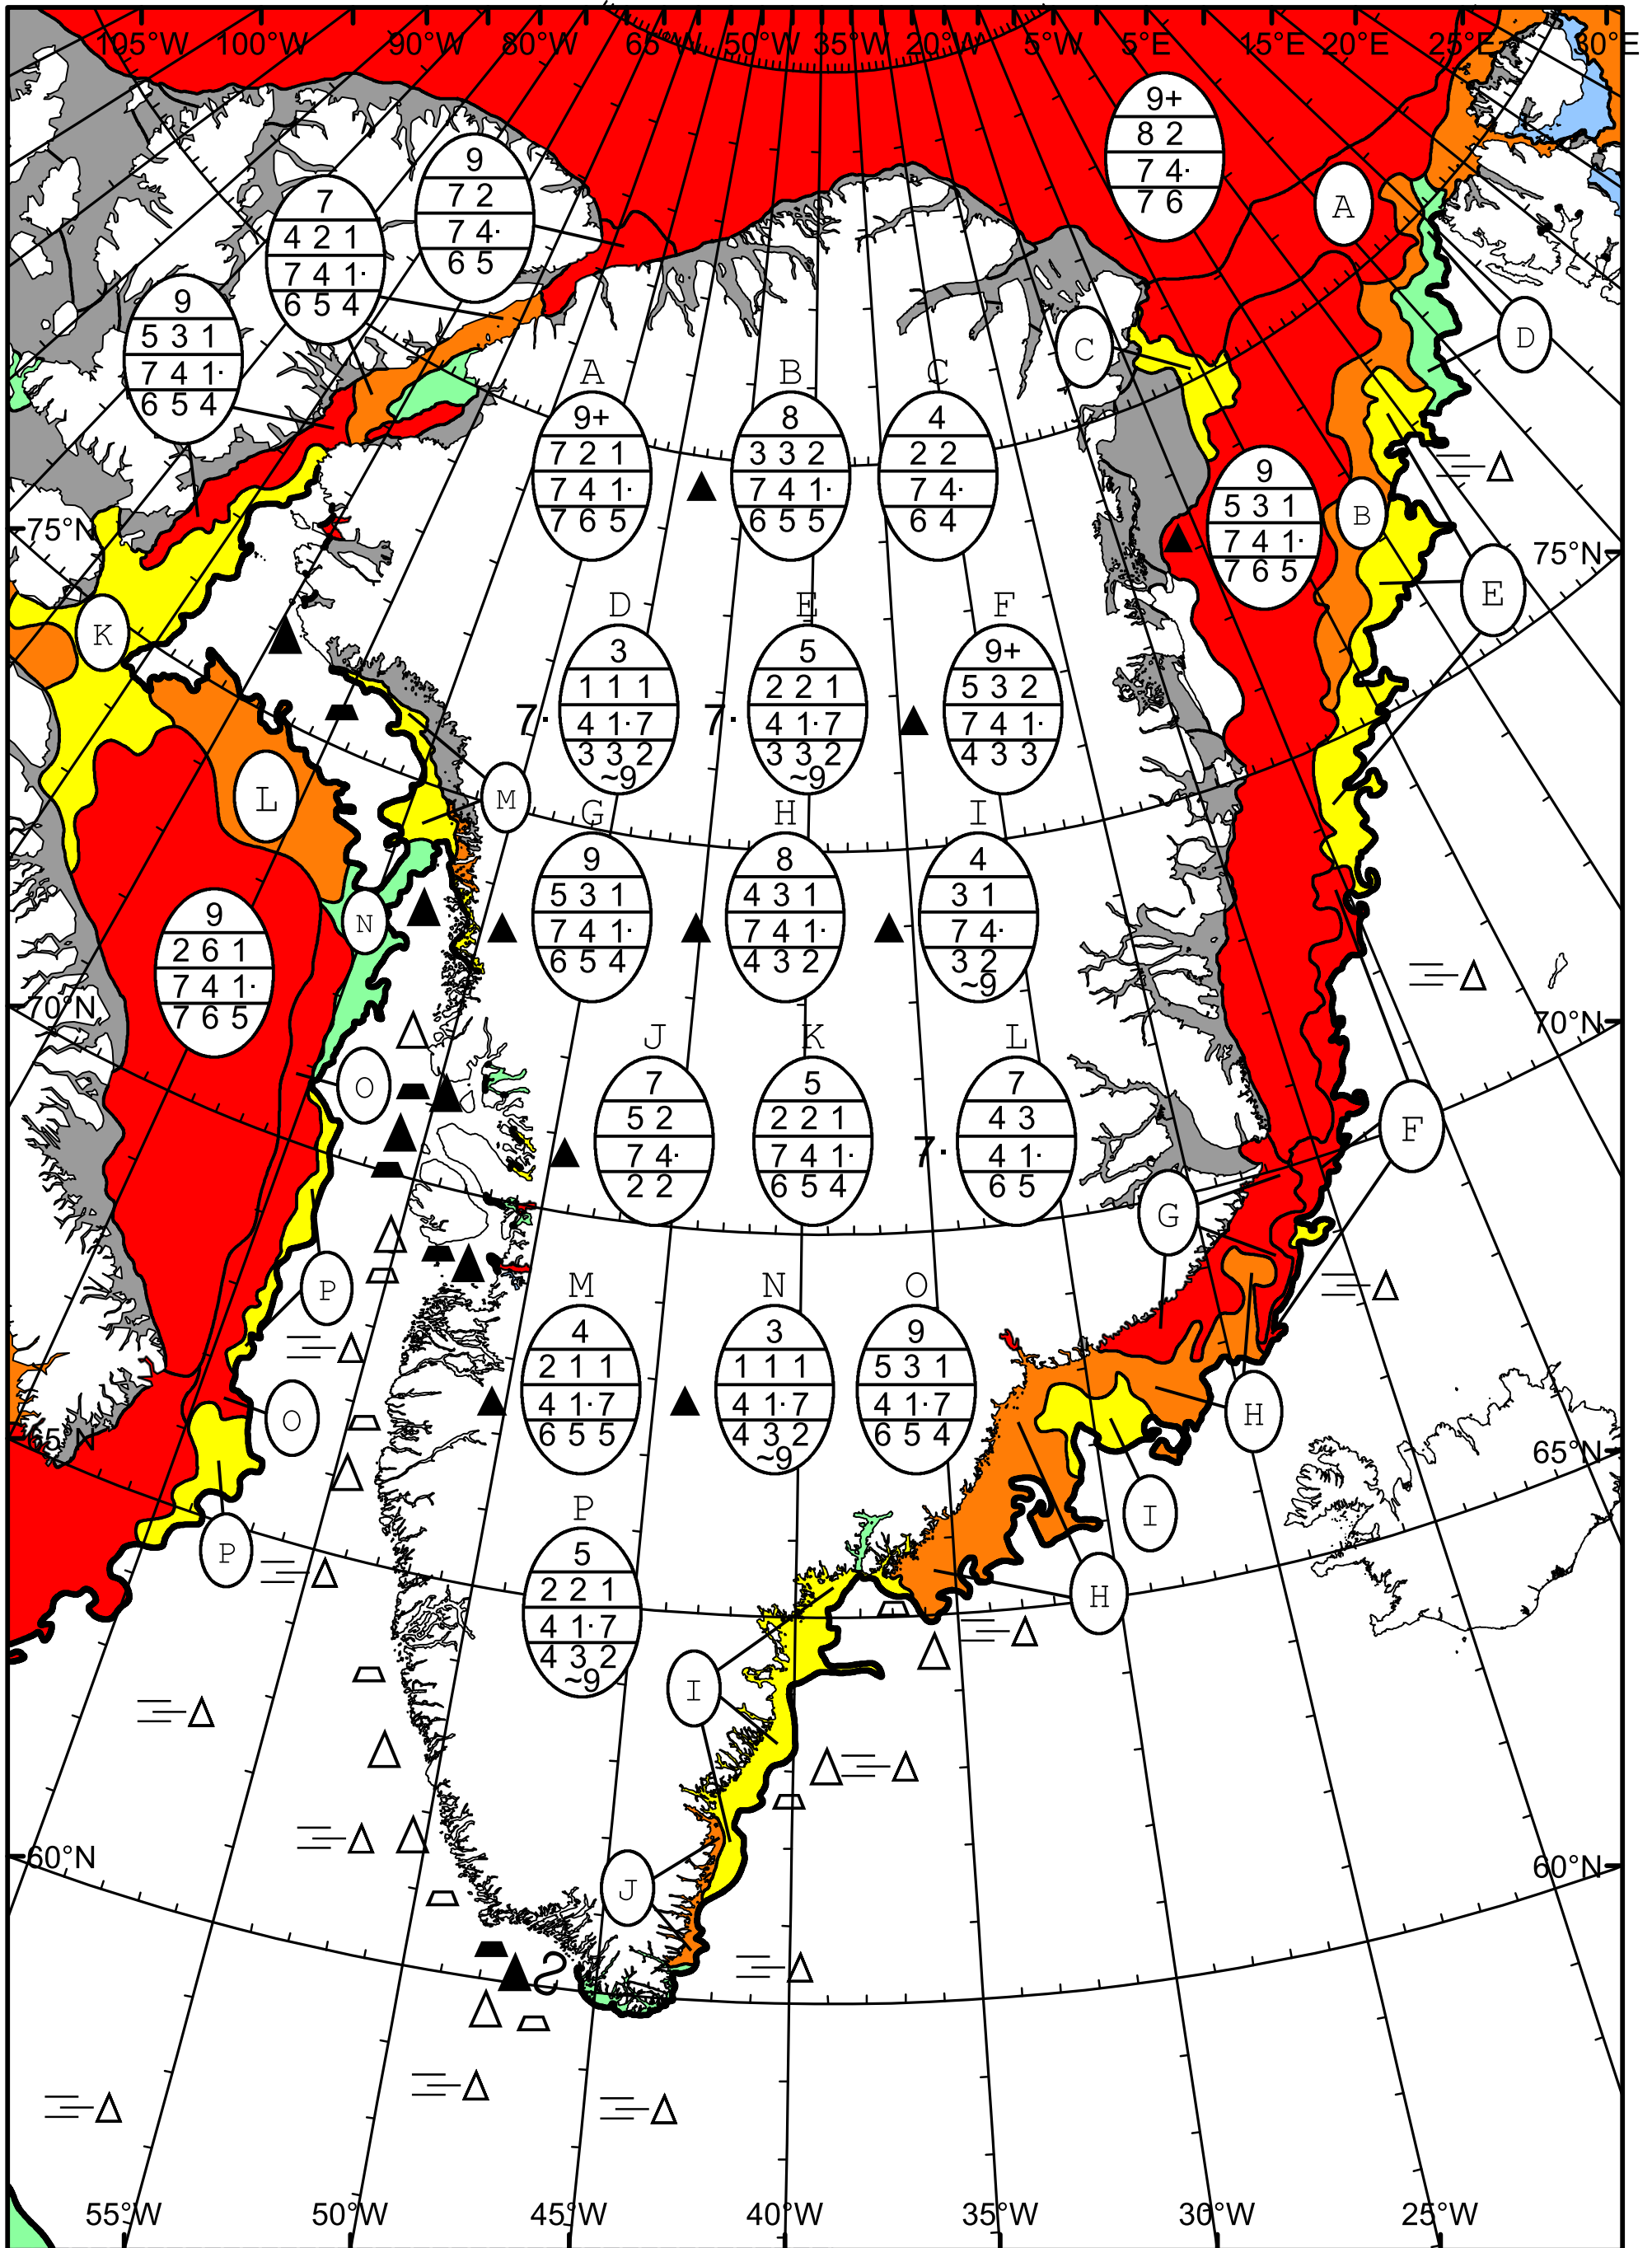 105°W 100°W 90°W 80°W 65°W 50°W 35°W 20°W 5°W 5°E 15°E 20°E 25°E 30°E
9+
8 2
7 4·
7 6
9
7 2
7 4·
6 5
7
4 2 1
7 4 1·
6 5 4
9
5 3 1
7 4 1·
6 5 4
A
D
C
A
9+
7 2 1
7 4 1·
7 6 5
B
8
3 3 2
7 4 1·
6 5 5
C
4
2 2
7 4·
6 4
9
5 3 1
7 4 1·
7 6 5
B
75°N
75°N
E
K
D
7·
3
1 1 1
4 1·7
3 3 2
~9
E
7·
5
2 2 1
4 1·7
3 3 2
~9
F
9+
5 3 2
7 4 1·
4 3 3
L
M
G
9
5 3 1
7 4 1·
6 5 4
H
8
4 3 1
7 4 1·
4 3 2
I
4
3 1
7 4·
3 2
~9
N
9
2 6 1
7 4 1·
7 6 5
70°N
70°N
O
J
7
5 2
7 4·
2 2
K
5
2 2 1
7 4 1·
6 5 4
L
7·
7
4 3
4 1·
6 5
F
G
P
M
4
2 1 1
4 1·7
6 5 5
N
3
1 1 1
4 1·7
4 3 2
~9
O
9
5 3 1
4 1·7
6 5 4
O
H
65°N
65°N
P
I
P
5
2 2 1
4 1·7
4 3 2
~9
H
I
60°N
60°N
J
55°W 50°W 45°W 40°W 35°W 30°W 25°W